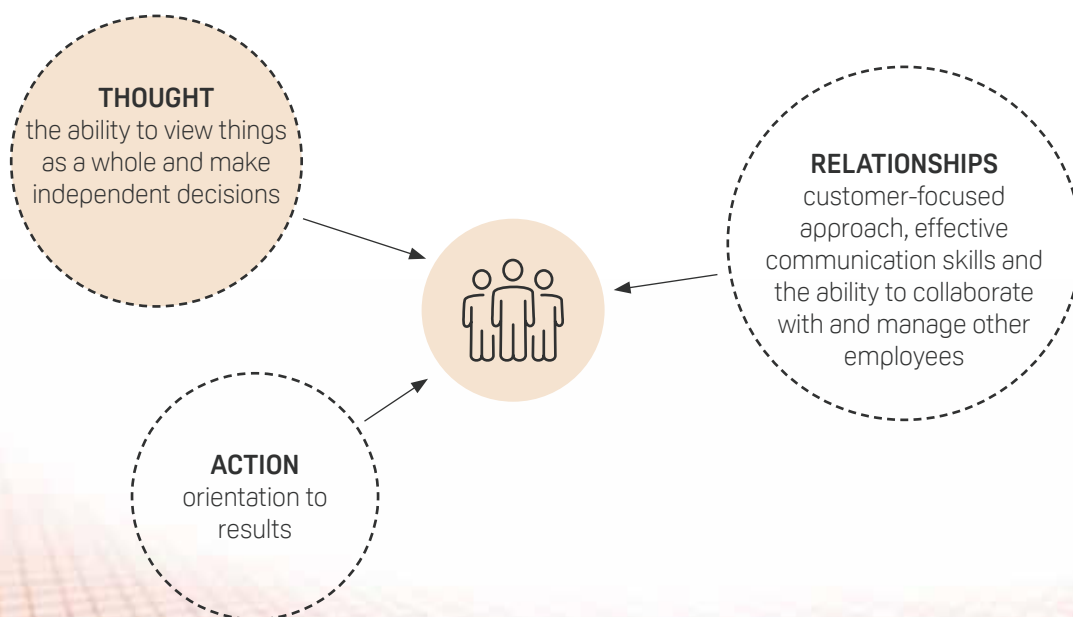 THOUGHT
the ability to view things
as a whole and make
independent decisions
RELATIONSHIPS
customer-focused
approach, effective
communication skills and
the ability to collaborate
with and manage other
employees
ACTION
orientation to
results